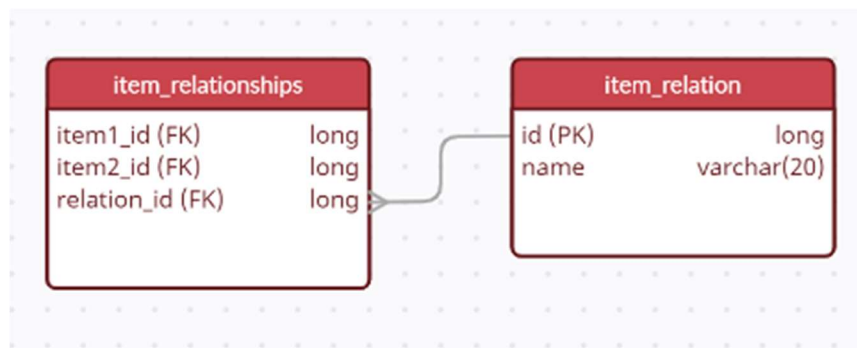 item_relationships
item1_id (FK) long
item2_id (FK) long
relation_id (FK) long
item_relation
id (PK) long
name varchar(20)